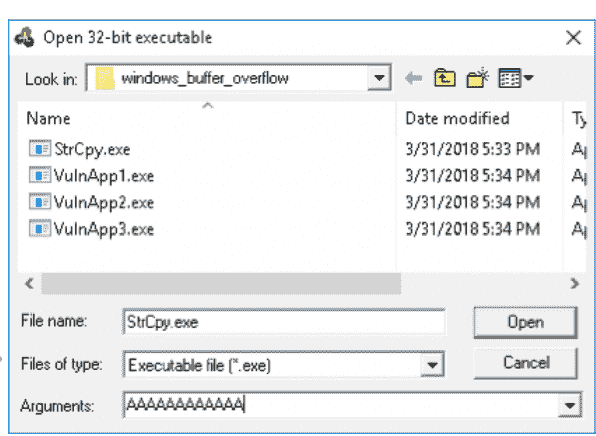 Open 32-bit executable
Look in: windows_buffer_overflow
Name Date modified Ty
StrCpy.exe 3/31/2018 5:33 PM A
VulnApp1.exe 3/31/2018 5:34 PM A
VulnApp2.exe 3/31/2018 5:34 PM A
VulnApp3.exe 3/31/2018 5:34 PM A
File name: StrCpy.exe Open
Files of type: Executable file (*.exe) Cancel
Arguments: AAAAAAAAAAAA